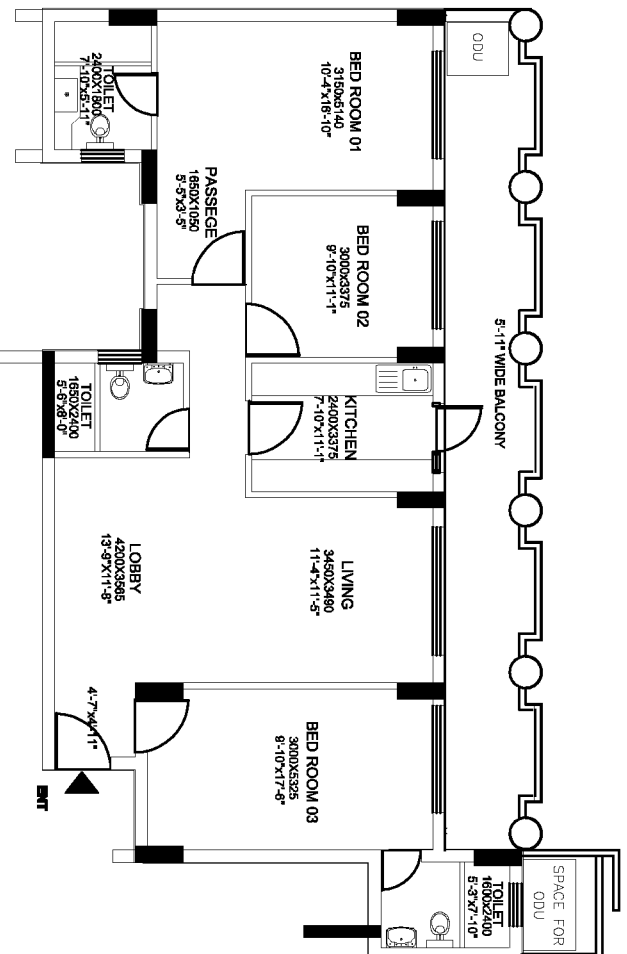 ODU
TOILET
2400X1800
7'-10"x5'-11"
BED ROOM 01
3150x5140
10'-4"x16'-10"
PASSEGE
1650X1050
5'-5"x3'-5"
BED ROOM 02
3000x3375
9'-10"x11'-1"
5'-11" WIDE BALCONY
TOILET
1650X2400
5'-6"x8'-0"
KITCHEN
2400X3375
7'-10"x11'-1"
LOBBY
4200X3565
13'-9"X11'-8"
LIVING
3450X3490
11'-4"x11'-5"
4'-7"x4'-11"
ENT
BED ROOM 03
3000X5325
9'-10"x17'-6"
TOILET
1600x2400
5'-3"x7'-10"
SPACE FOR
ODU